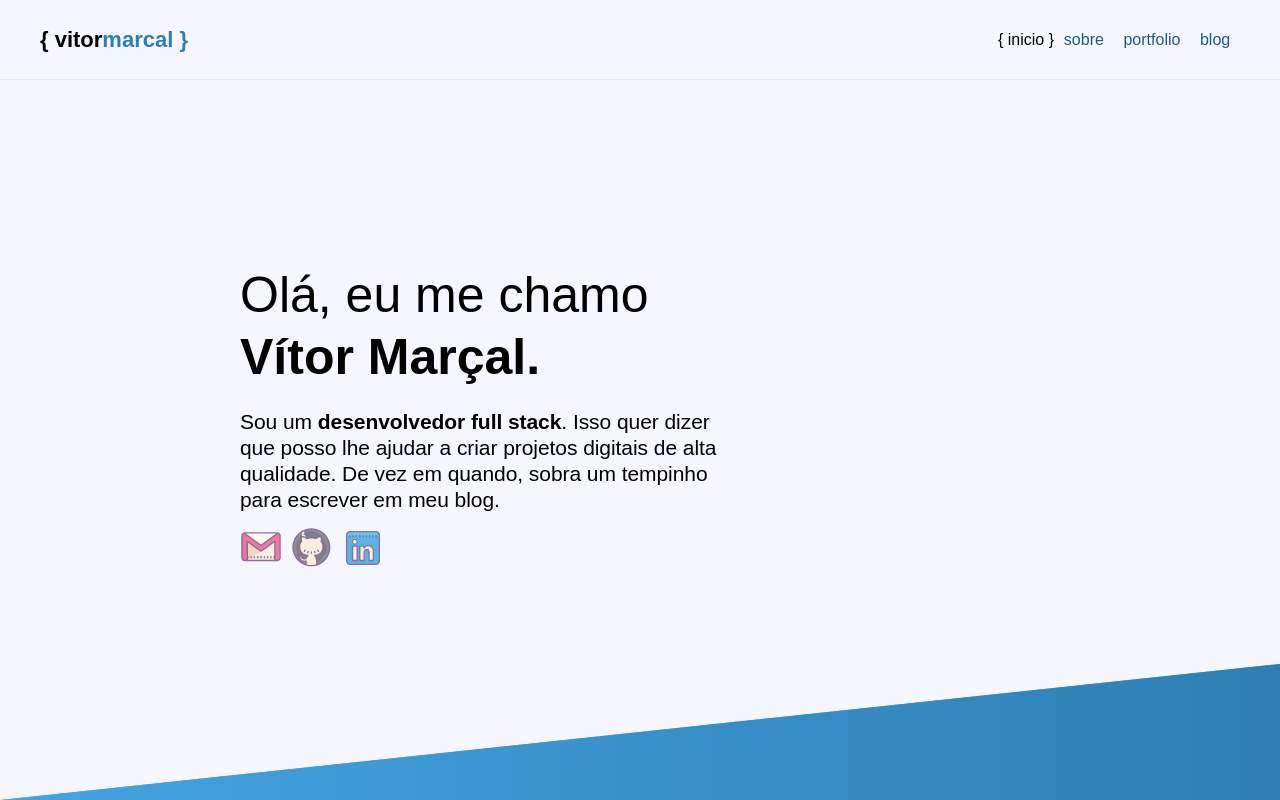 { vitormarcal }
{ inicio } sobre portfolio blog
Olá, eu me chamo
Vítor Marçal.
Sou um desenvolvedor full stack. Isso quer dizer
que posso lhe ajudar a criar projetos digitais de alta
qualidade. De vez em quando, sobra um tempinho
para escrever em meu blog.
in